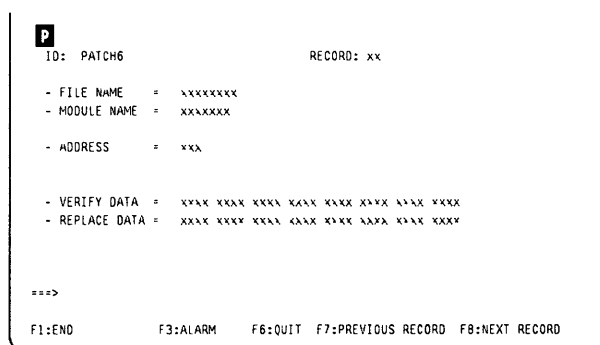 P
ID: PATCH6 RECORD: xx
- FILE NAME = xxxxxxxx
- MODULE NAME = xxxxxxx
- ADDRESS = xxx
- VERIFY DATA = xxxx xxxx xxxx xxxx xxxx xxxx xxxx xxxx
- REPLACE DATA = xxxx xxxx xxxx xxxx xxxx xxxx xxxx xxxx
===>
F1:END F3:ALARM F6:QUIT F7:PREVIOUS RECORD F8:NEXT RECORD